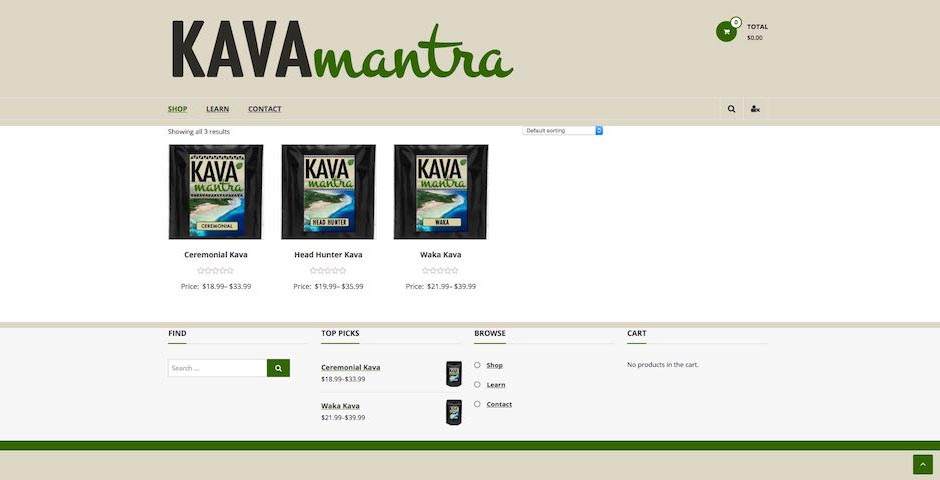 KAVA mantra
0
TOTAL
$0.00
SHOP LEARN CONTACT
Showing all 3 results
Default sorting
KAVA
mantra
CEREMONIAL
KAVA
mantra
HEAD HUNTER
KAVA
mantra
WAKA
Ceremonial Kava
Head Hunter Kava
Waka Kava
Price: $18.99– $33.99
Price: $19.99– $35.99
Price: $21.99– $39.99
FIND
Search ...
TOP PICKS
Ceremonial Kava
$18.99–$33.99
Waka Kava
$21.99–$39.99
BROWSE
Shop
Learn
Contact
CART
No products in the cart.